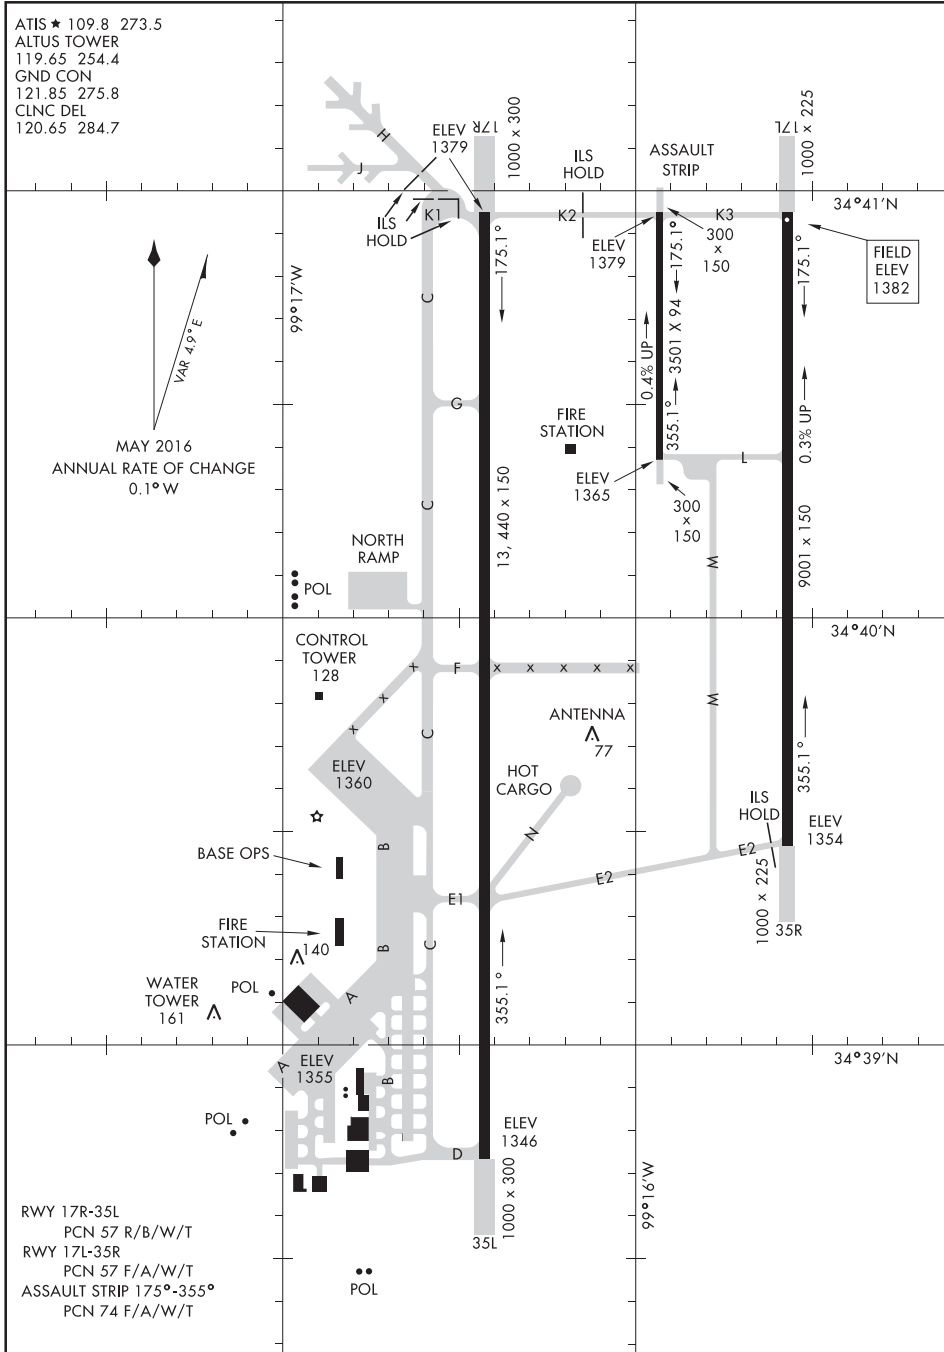 ATIS ★ 109.8 273.5
ALTUS TOWER
119.65 254.4
GND CON
121.85 275.8
CLNC DEL
120.65 284.7
H
J
ELEV
1379
17R
1000 x 300
ILS
HOLD
ASSAULT
STRIP
17L
1000 x 225
34°41'N
ILS
HOLD
K1
K2
K3
ELEV
1379
300
x
150
FIELD
ELEV
1382
175.1°
175.1°
175.1°
99°17'W
VAR 4.9° E
MAY 2016
ANNUAL RATE OF CHANGE
0.1° W
C
G
0.4% UP
3501 X 94
355.1°
0.3% UP
FIRE
STATION
ELEV
1365
L
300
x
150
C
13, 440 x 150
9001 x 150
NORTH
RAMP
POL
M
34°40'N
CONTROL
TOWER
128
x
x
x
F
x x x x x
C
M
ANTENNA
77
355.1°
ELEV
1360
HOT
CARGO
ILS
HOLD
ELEV
1354
N
B
BASE OPS
E2
E2
E1
1000 x 225
35R
FIRE
STATION
140
B
C
355.1°
WATER
TOWER
161
POL
A
34°39'N
A
ELEV
1355
B
POL
ELEV
1346
D
1000 x 300
35L
99°16'W
RWY 17R-35L
PCN 57 R/B/W/T
RWY 17L-35R
PCN 57 F/A/W/T
ASSAULT STRIP 175°-355°
PCN 74 F/A/W/T
POL